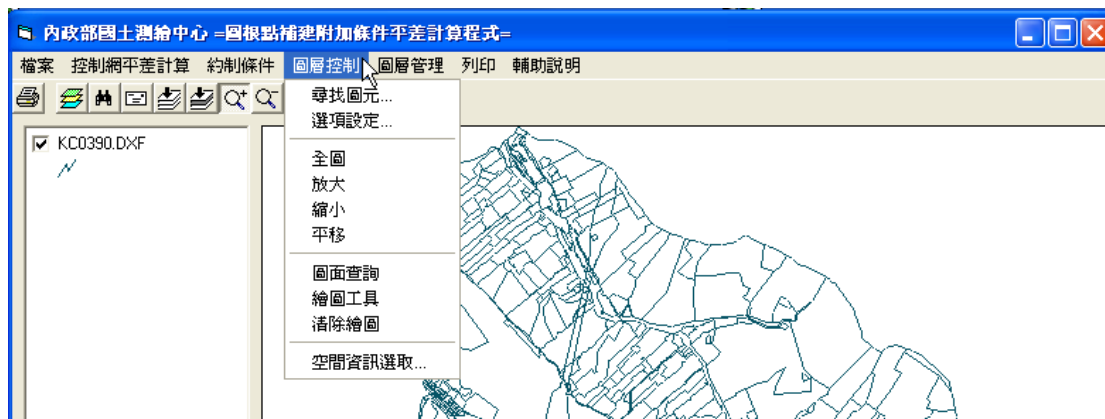 內政部國土測繪中心 =圖根點補建附加條件平差計算程式=
檔案 控制網平差計算 約制條件 圖層控制 圖層管理 列印 輔助說明
尋找圖元...
選項設定...
KC0390.DXF
全圖
放大
縮小
平移
圖面查詢
繪圖工具
清除繪圖
空間資訊選取...